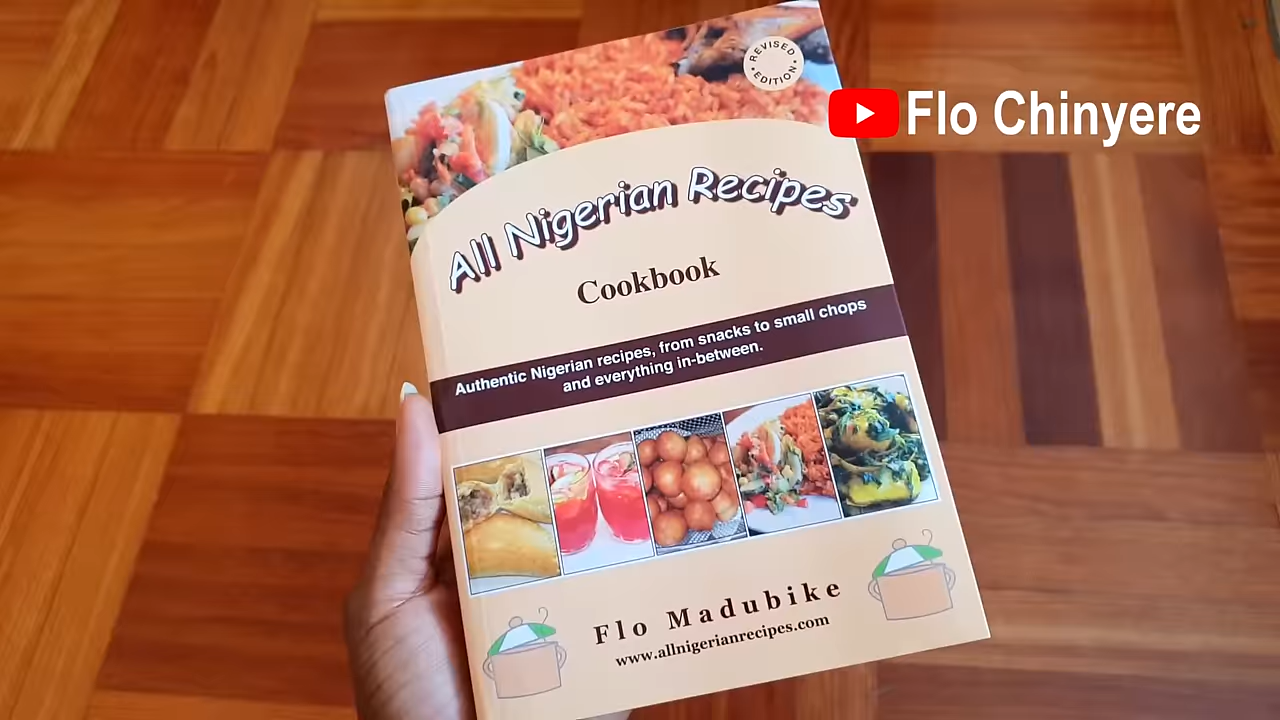 REVISED
EDITION
Flo Chinyere
All Nigerian Recipes
Cookbook
Authentic Nigerian recipes, from snacks to small chops
and everything in-between.
Flo Madubike
www.allnigerianrecipes.com